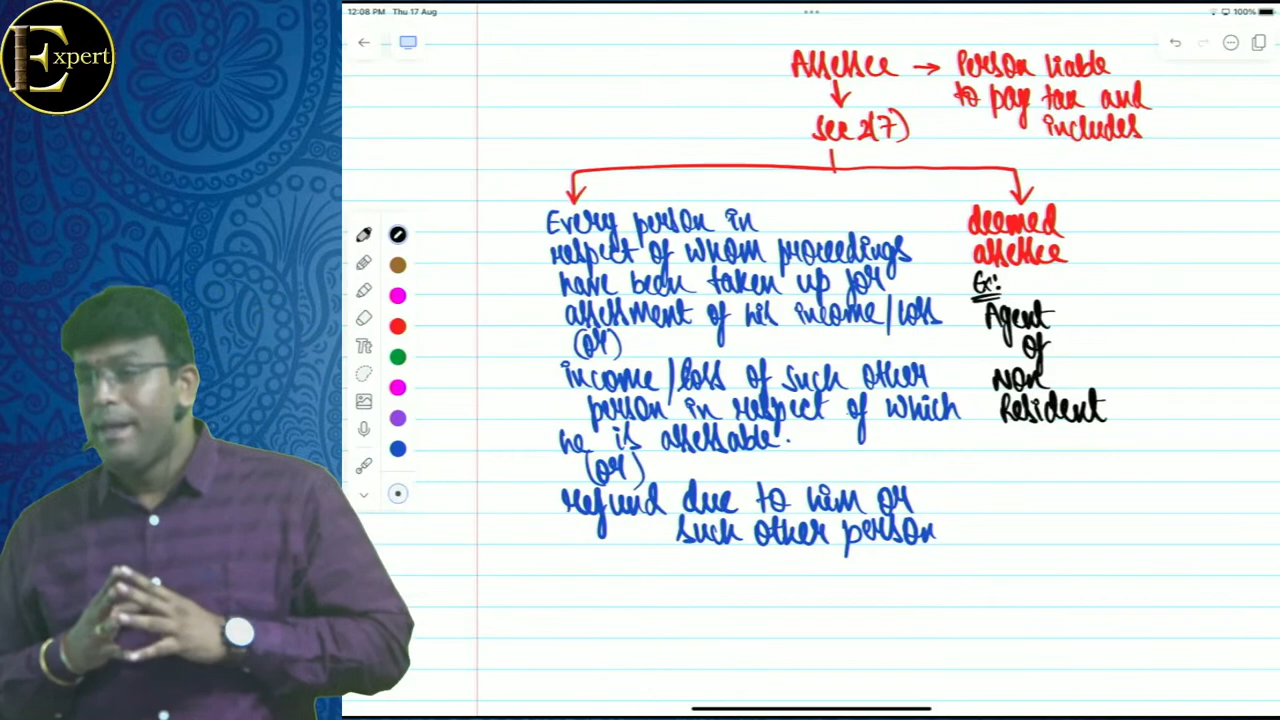 Expert
12:08 PM Thu 17 Aug
100%
Assessee → Person liable
to pay tax and
includes
sec 2(7)
Every person in
respect of whom proceedings
have been taken up for
assessment of his income/loss
(or)
income/loss of such other
person in respect of which
he is assessable.
(or)
refund due to him or
such other person
deemed
assessee
Ex:
Agent
of
Non
Resident
Tt